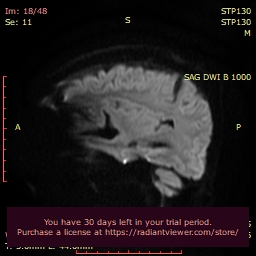 Im: 18/48
Se: 11
S
STP130
STP130
M
SAG DWI B 1000
A
P
You have 30 days left in your trial period.
Purchase a license at https://radiantviewer.com/store/